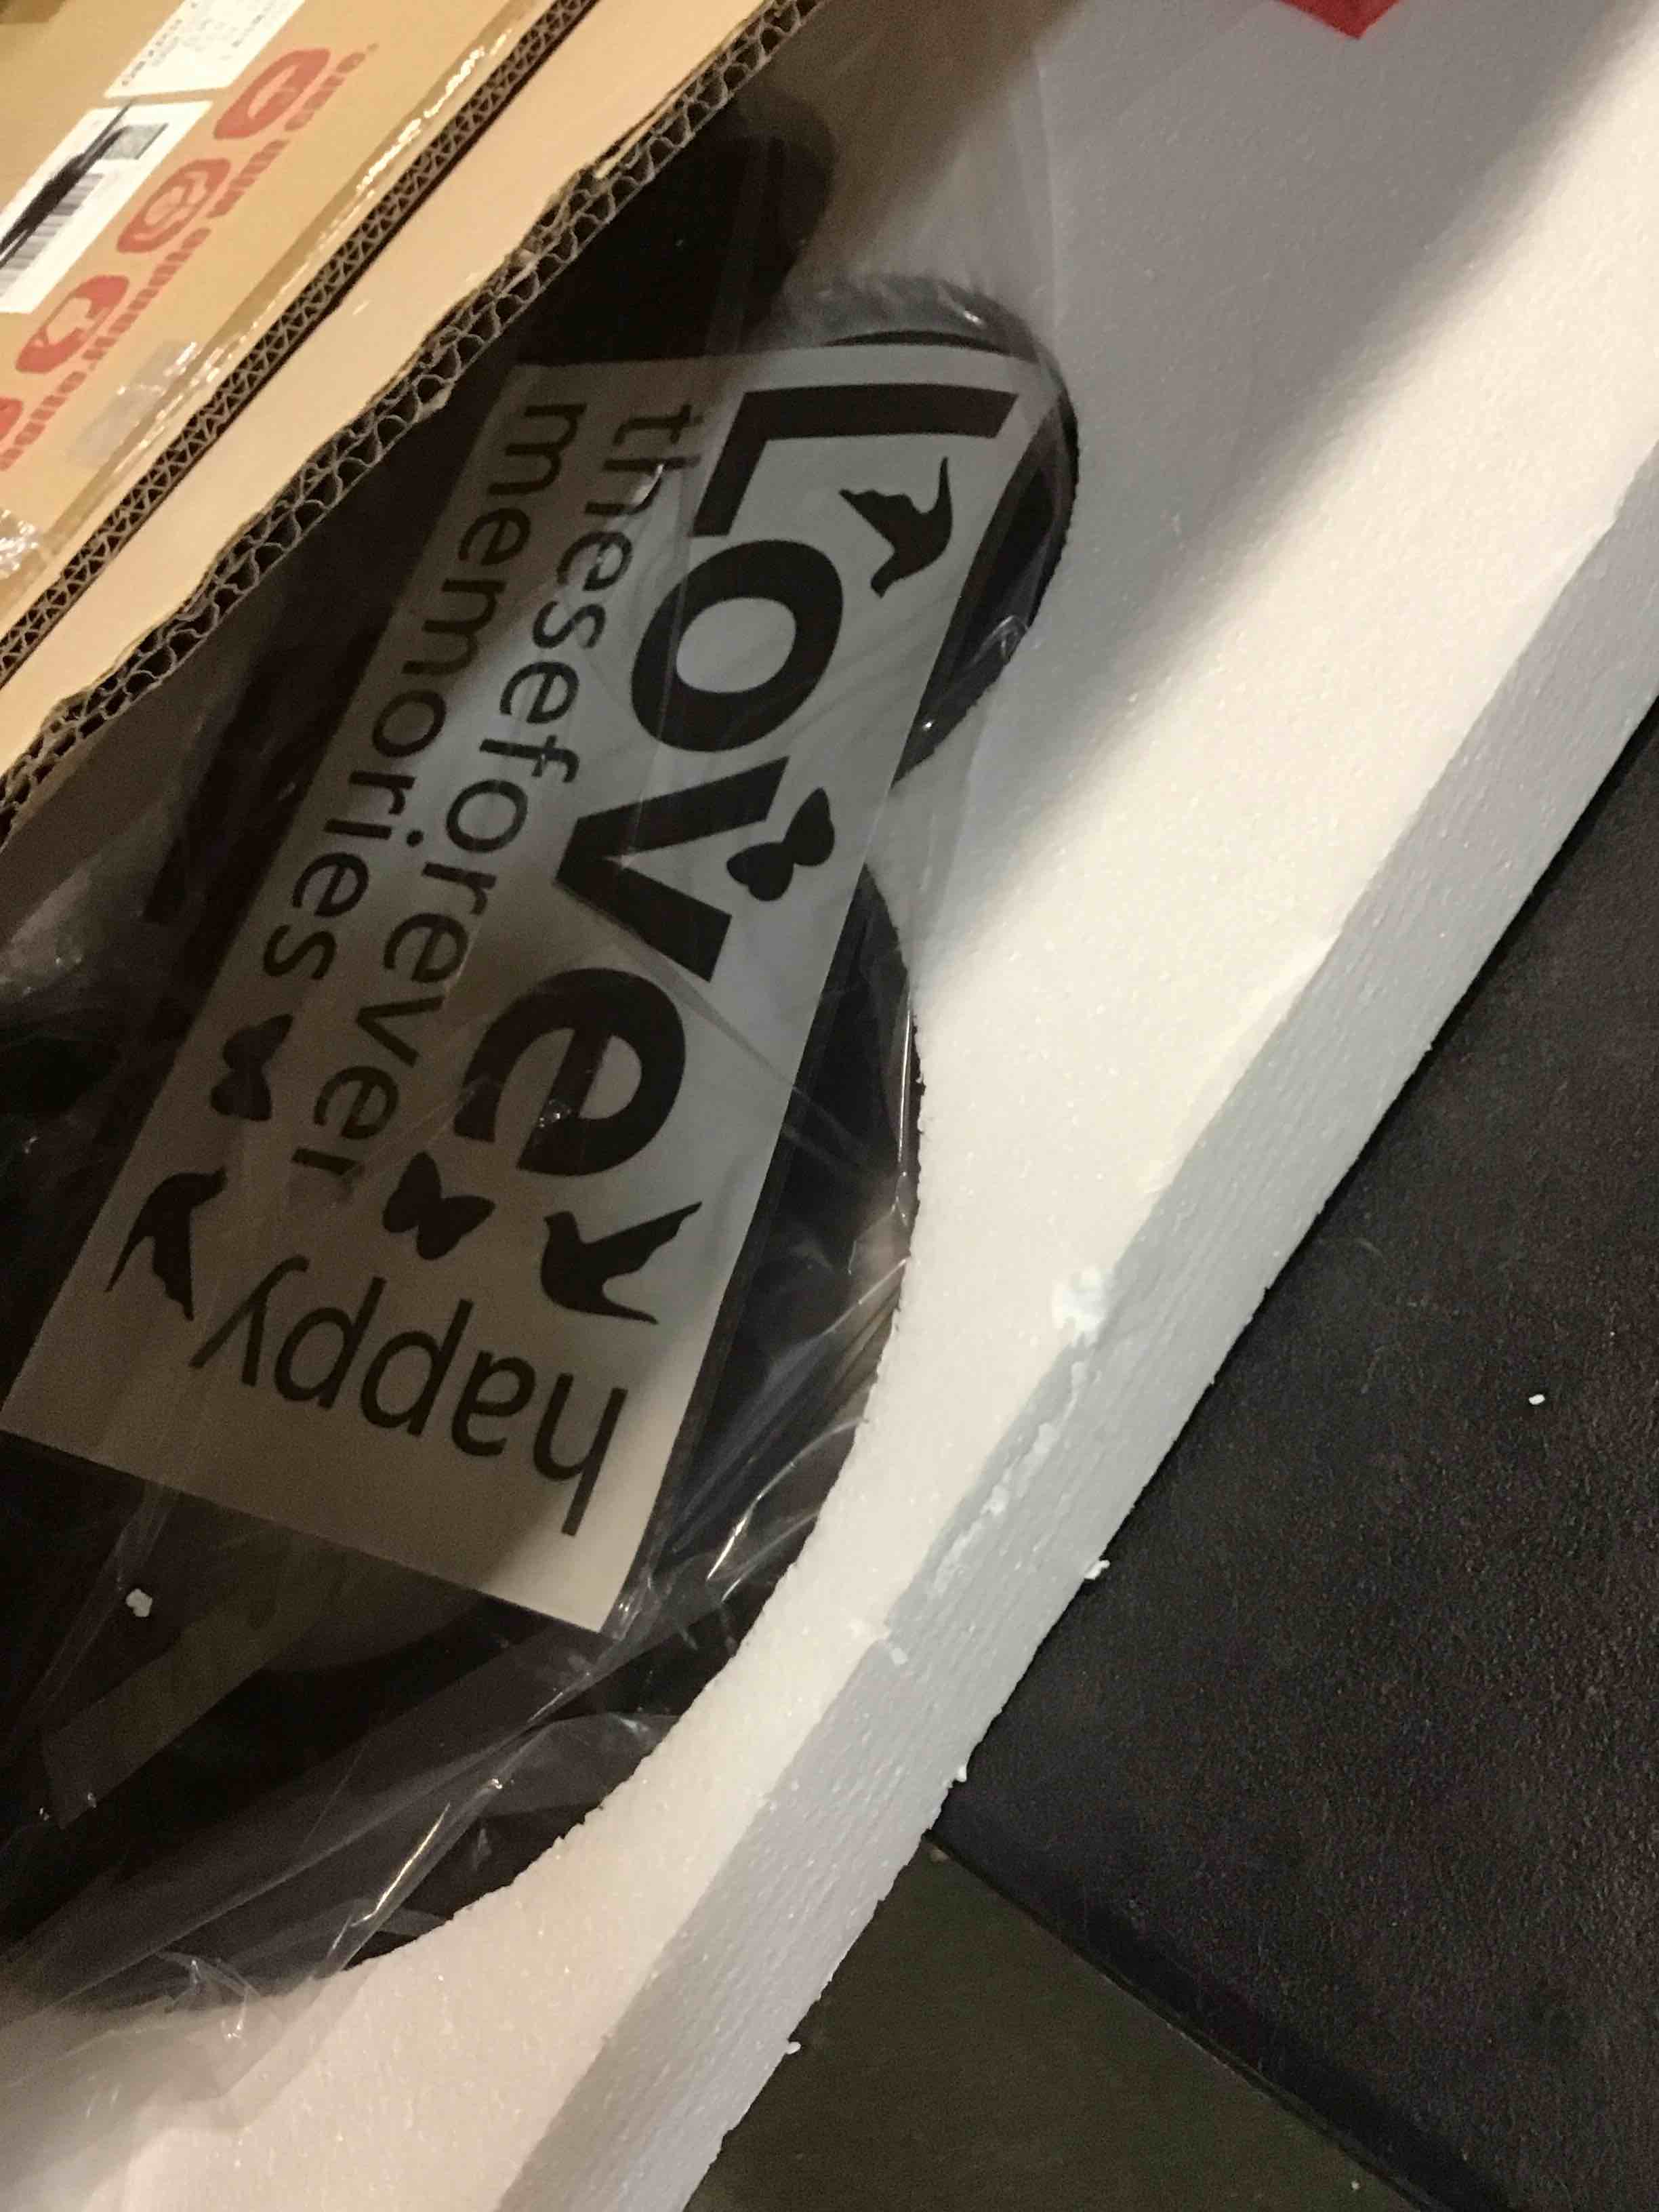 Love
theseforever
memories
happy